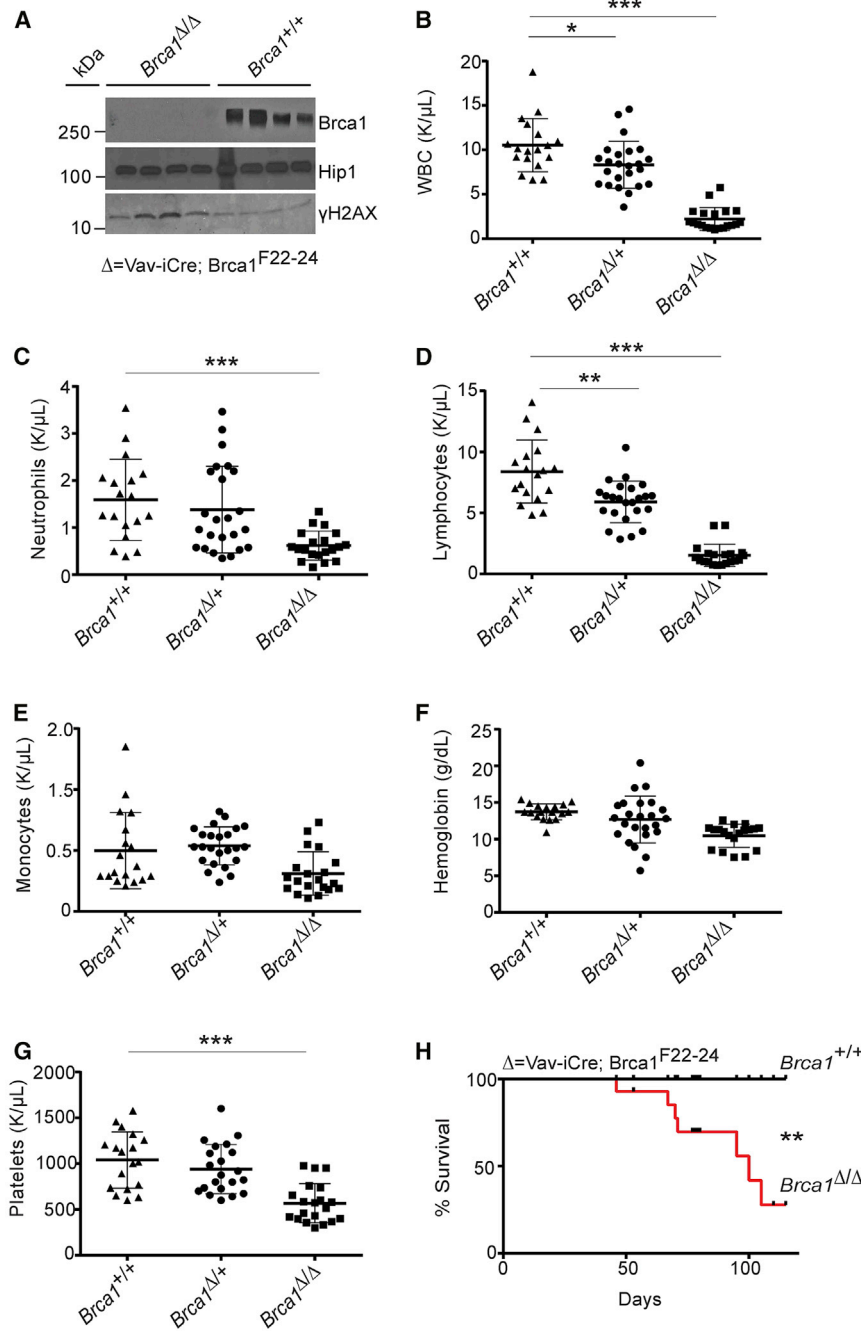 A
kDa
Brca1Δ/Δ
Brca1+/+
250
Brca1
100
Hip1
10
γH2AX
Δ=Vav-iCre; Brca1F22-24
B
***
*
WBC (K/μL)
20
15
10
5
0
Brca1+/+
Brca1Δ/+
Brca1Δ/Δ
C
***
Neutrophils (K/μL)
4
3
2
1
0
Brca1+/+
Brca1Δ/+
Brca1Δ/Δ
D
***
**
Lymphocytes (K/μL)
15
10
5
0
Brca1+/+
Brca1Δ/+
Brca1Δ/Δ
E
Monocytes (K/μL)
2.0
1.5
0.5
0
Brca1+/+
Brca1Δ/+
Brca1Δ/Δ
F
Hemoglobin (g/dL)
25
20
15
10
5
0
Brca1+/+
Brca1Δ/+
Brca1Δ/Δ
G
***
Platelets (K/μL)
2000
1500
1000
500
0
Brca1+/+
Brca1Δ/+
Brca1Δ/Δ
H
Δ=Vav-iCre; Brca1F22-24
Brca1+/+
100
**
% Survival
50
Brca1Δ/Δ
0
0
50
100
Days